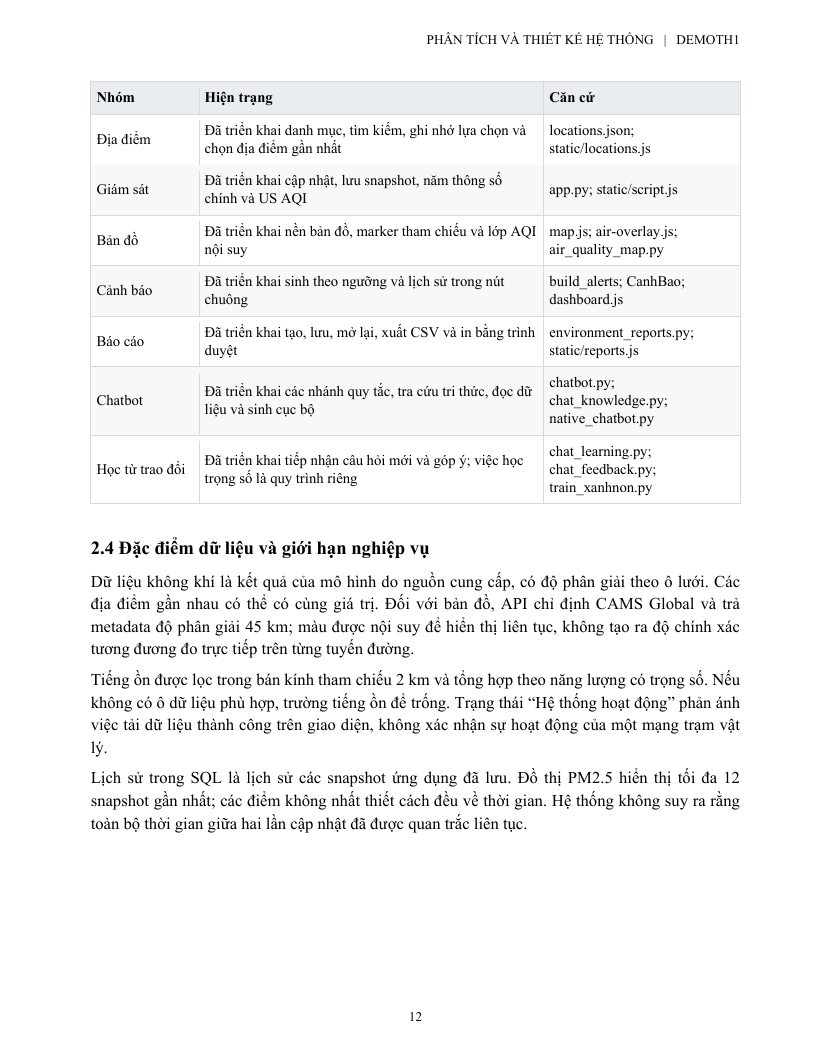 PHÂN TÍCH VÀ THIẾT KẾ HỆ THỐNG | DEMOTH1
Nhóm Hiện trạng Căn cứ
Địa điểm
Đã triển khai danh mục, tìm kiếm, ghi nhớ lựa chọn và
chọn địa điểm gần nhất
locations.json;
static/locations.js
Giám sát
Đã triển khai cập nhật, lưu snapshot, năm thông số
chính và US AQI
app.py; static/script.js
Bản đồ
Đã triển khai nền bản đồ, marker tham chiếu và lớp AQI
nội suy
map.js; air-overlay.js;
air_quality_map.py
Cảnh báo
Đã triển khai sinh theo ngưỡng và lịch sử trong nút
chuông
build_alerts; CanhBao;
dashboard.js
Báo cáo
Đã triển khai tạo, lưu, mở lại, xuất CSV và in bằng trình
duyệt
environment_reports.py;
static/reports.js
Chatbot
Đã triển khai các nhánh quy tắc, tra cứu tri thức, đọc dữ
liệu và sinh cục bộ
chatbot.py;
chat_knowledge.py;
native_chatbot.py
Học từ trao đổi
Đã triển khai tiếp nhận câu hỏi mới và góp ý; việc học
trọng số là quy trình riêng
chat_learning.py;
chat_feedback.py;
train_xanhnon.py
2.4 Đặc điểm dữ liệu và giới hạn nghiệp vụ
Dữ liệu không khí là kết quả của mô hình do nguồn cung cấp, có độ phân giải theo ô lưới. Các
địa điểm gần nhau có thể có cùng giá trị. Đối với bản đồ, API chỉ định CAMS Global và trả
metadata độ phân giải 45 km; màu được nội suy để hiển thị liên tục, không tạo ra độ chính xác
tương đương đo trực tiếp trên từng tuyến đường.
Tiếng ồn được lọc trong bán kính tham chiếu 2 km và tổng hợp theo năng lượng có trọng số. Nếu
không có ô dữ liệu phù hợp, trường tiếng ồn để trống. Trạng thái “Hệ thống hoạt động” phản ánh
việc tải dữ liệu thành công trên giao diện, không xác nhận sự hoạt động của một mạng trạm vật
lý.
Lịch sử trong SQL là lịch sử các snapshot ứng dụng đã lưu. Đồ thị PM2.5 hiển thị tối đa 12
snapshot gần nhất; các điểm không nhất thiết cách đều về thời gian. Hệ thống không suy ra rằng
toàn bộ thời gian giữa hai lần cập nhật đã được quan trắc liên tục.
12